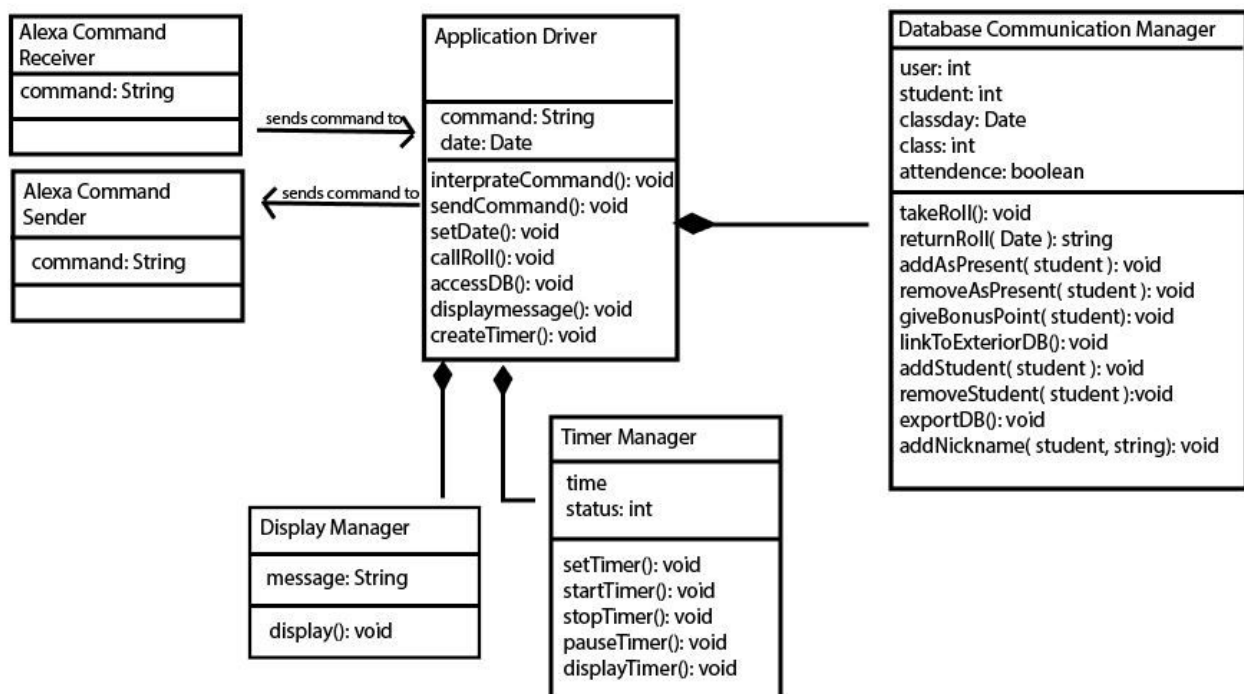 Alexa Command
Receiver
command: String
sends command to
Alexa Command
Sender
command: String
sends command to
Application Driver
command: String
date: Date
interprateCommand(): void
sendCommand(): void
setDate(): void
callRoll(): void
accessDB(): void
displaymessage(): void
createTimer(): void
Database Communication Manager
user: int
student: int
classday: Date
class: int
attendence: boolean
takeRoll(): void
returnRoll( Date ): string
addAsPresent( student ): void
removeAsPresent( student ): void
giveBonusPoint( student): void
linkToExteriorDB(): void
addStudent( student ): void
removeStudent( student ):void
exportDB(): void
addNickname( student, string): void
Display Manager
message: String
display(): void
Timer Manager
time
status: int
setTimer(): void
startTimer(): void
stopTimer(): void
pauseTimer(): void
displayTimer(): void